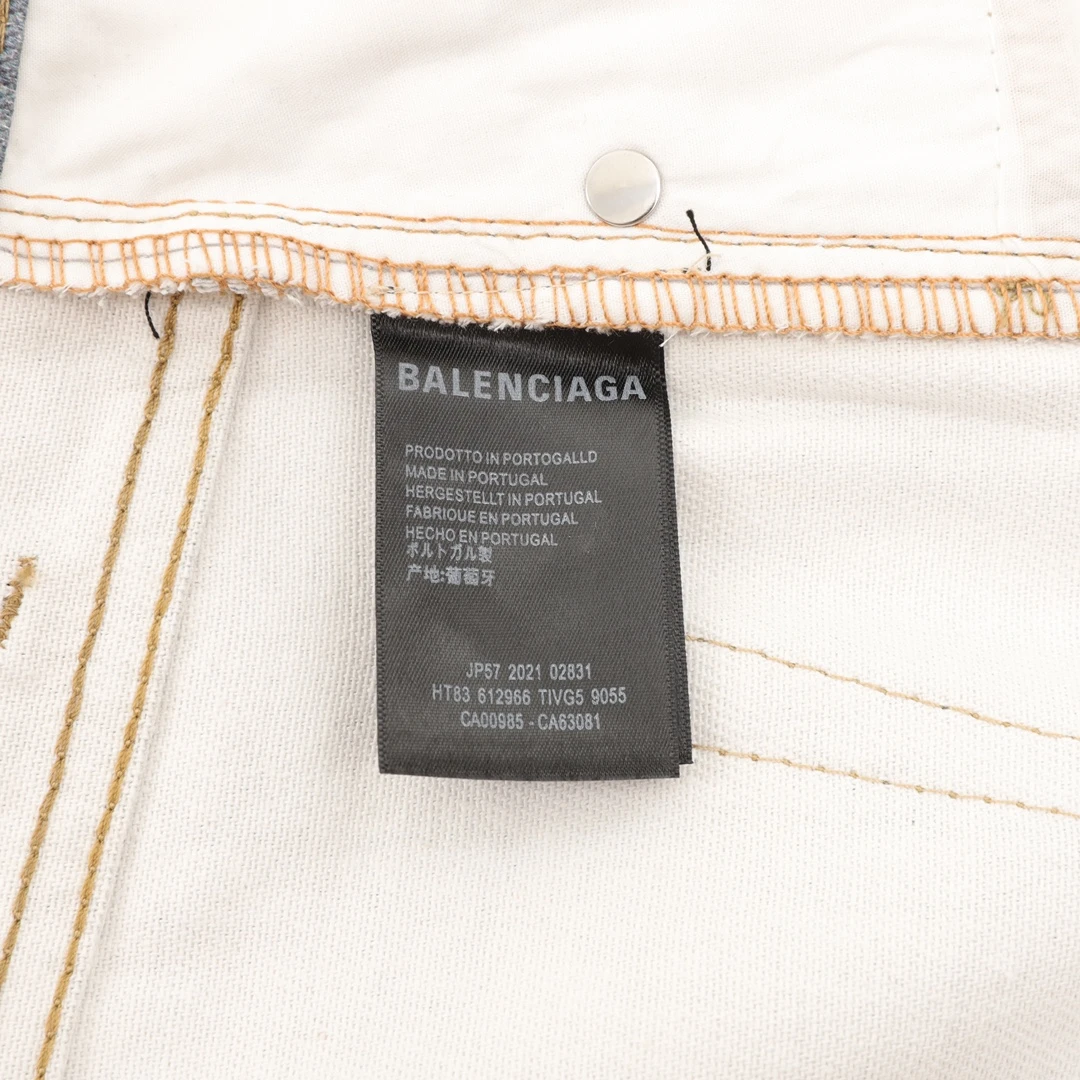 BALENCIAGA
PRODOTTO IN PORTOGALLD
MADE IN PORTUGAL
HERGESTELLT IN PORTUGAL
FABRIOUE EN PORTUGAL
HECHO EN PORTUGAL
ポルトガル製
产地:葡萄牙
JP57 2021 02831
HT83 612966 TIVG5 9055
CA00985 - CA63081